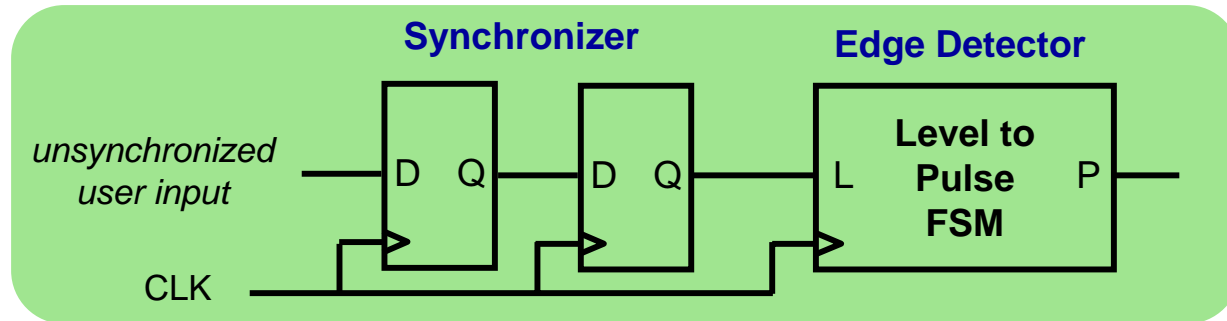 Synchronizer
Edge Detector
unsynchronized
user input
D Q
D Q
L
Level to
Pulse
FSM
P
CLK